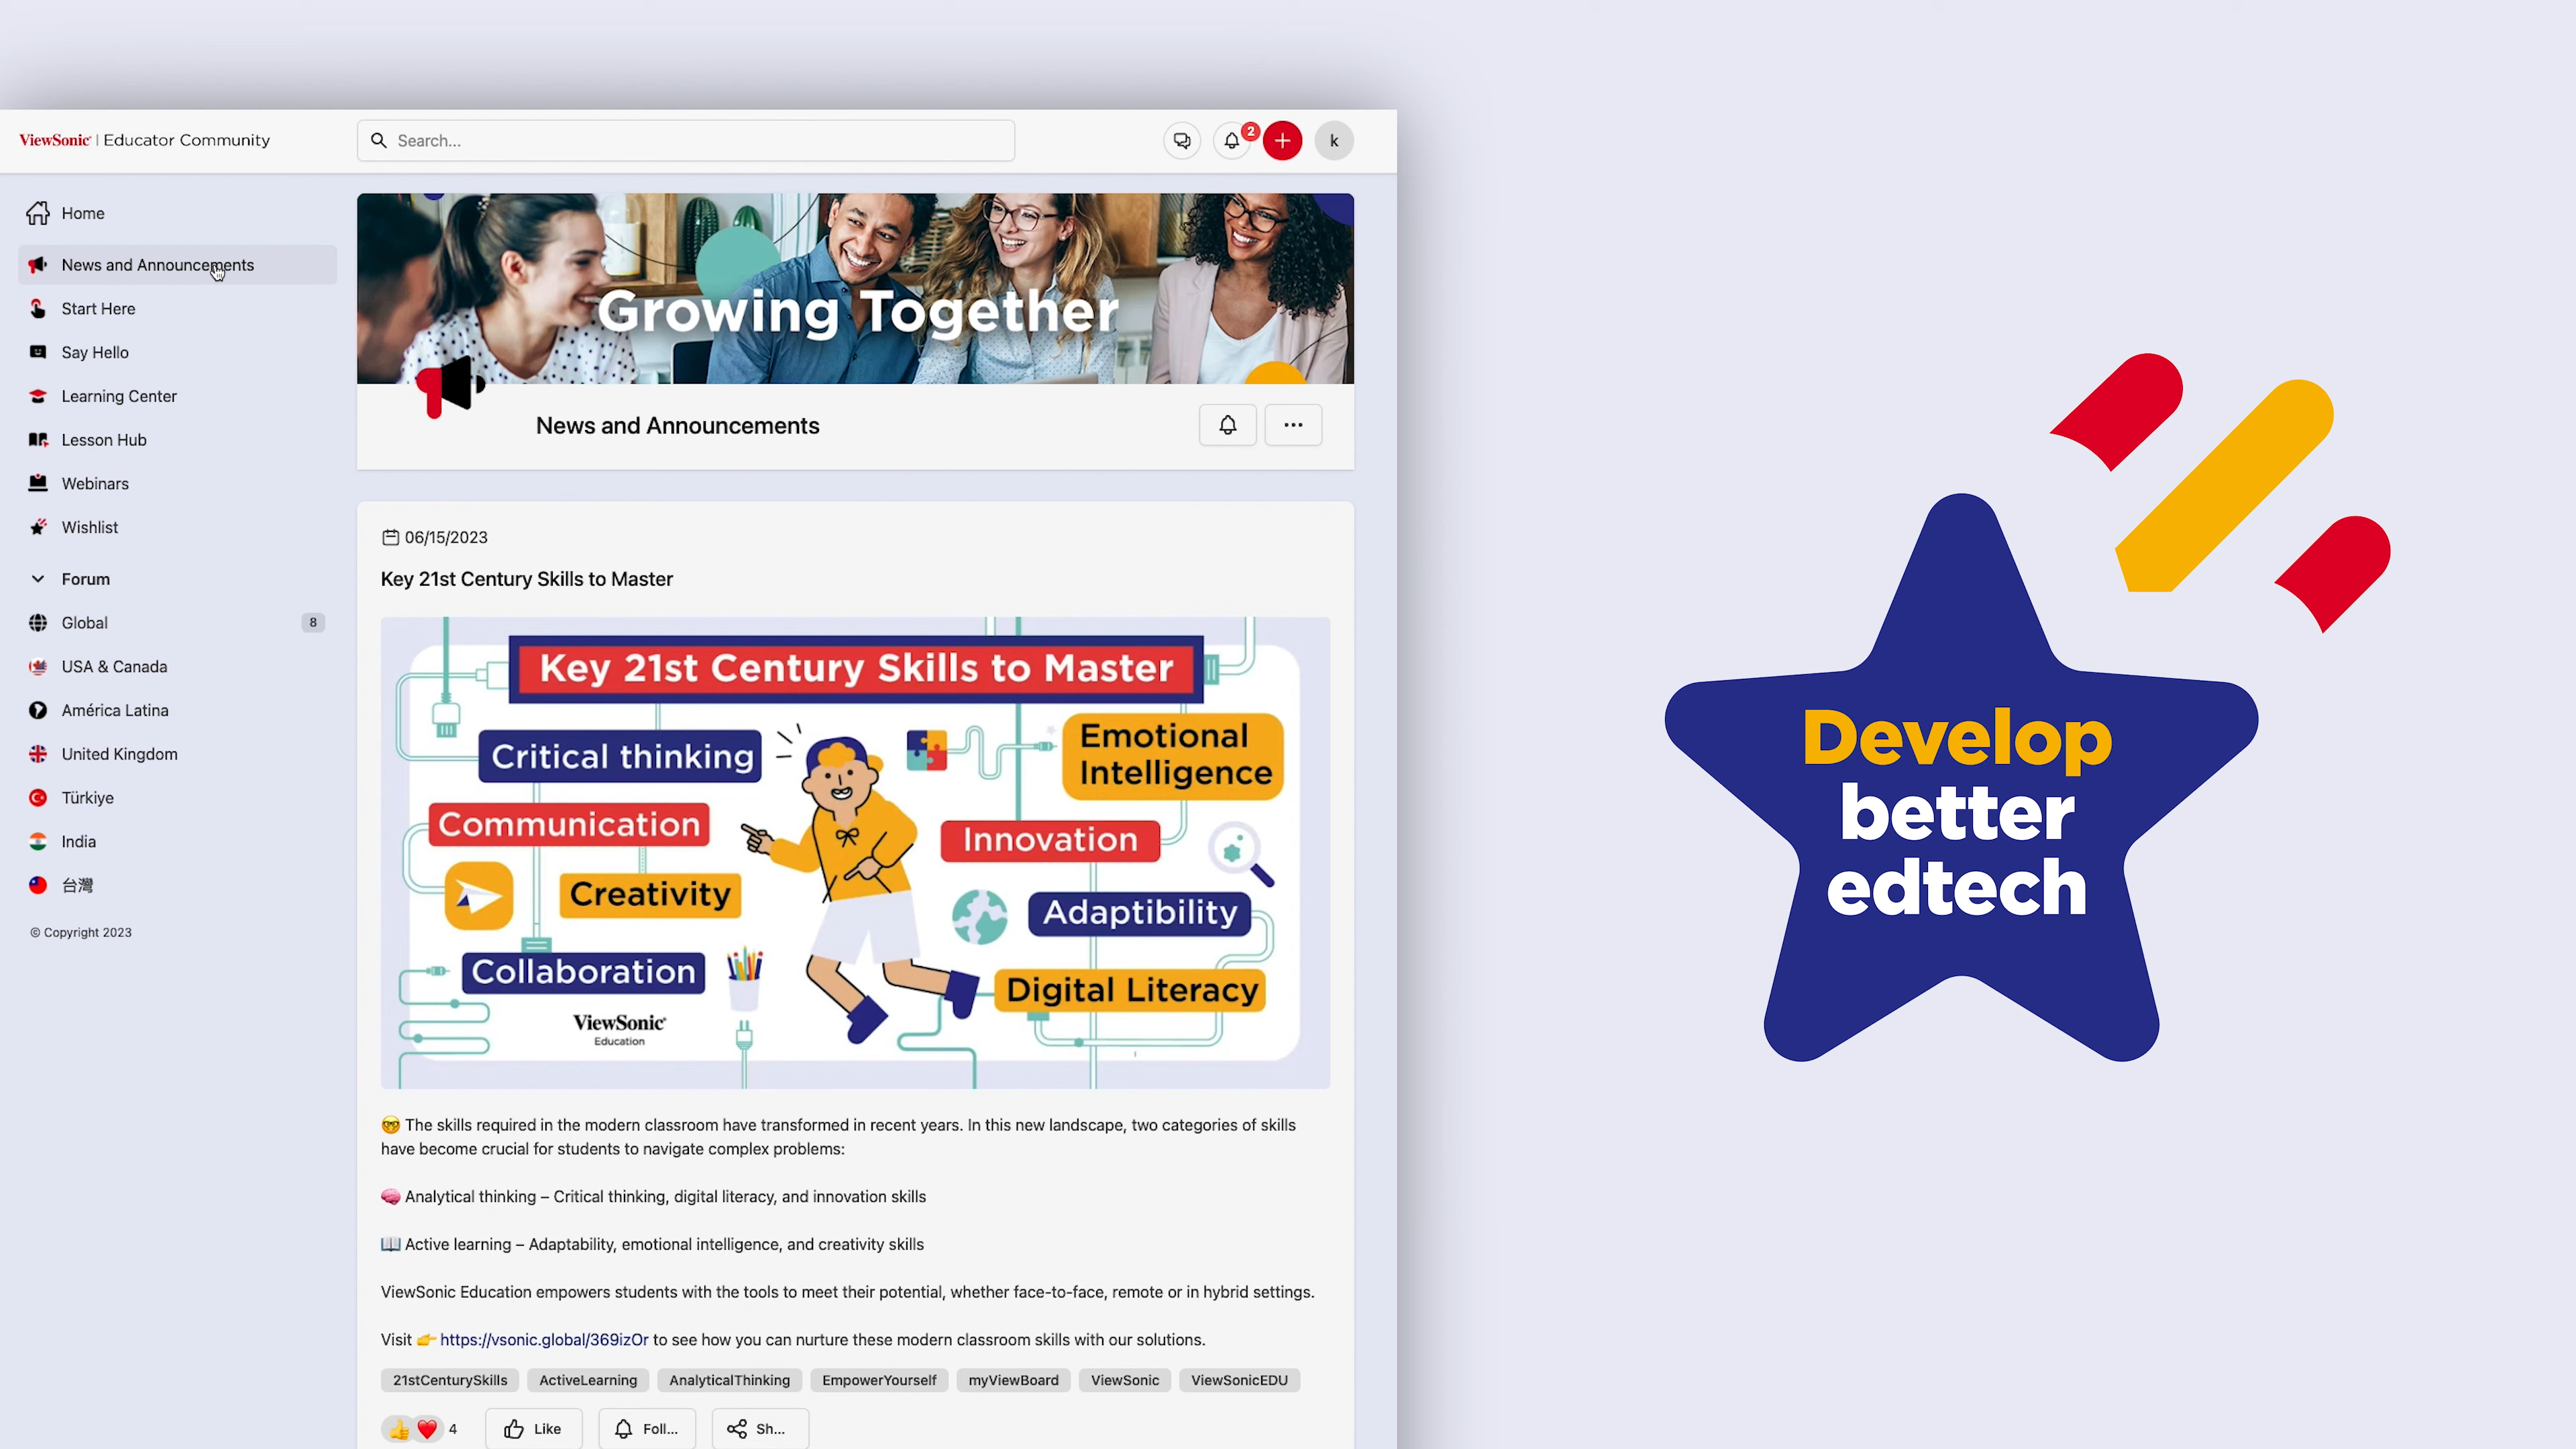 ViewSonic | Educator Community
Search...
2
k
Home
News and Announcements
Start Here
Say Hello
Learning Center
Lesson Hub
Webinars
Wishlist
Forum
Global
8
USA & Canada
América Latina
United Kingdom
Türkiye
India
台灣
© Copyright 2023
Growing Together
News and Announcements
06/15/2023
Key 21st Century Skills to Master
Key 21st Century Skills to Master
Critical thinking
Emotional
Intelligence
Communication
Innovation
Creativity
Adaptibility
Collaboration
Digital Literacy
ViewSonic
Education
🤓 The skills required in the modern classroom have transformed in recent years. In this new landscape, two categories of skills
have become crucial for students to navigate complex problems:
🧠 Analytical thinking – Critical thinking, digital literacy, and innovation skills
📖 Active learning – Adaptability, emotional intelligence, and creativity skills
ViewSonic Education empowers students with the tools to meet their potential, whether face-to-face, remote or in hybrid settings.
Visit 👉 https://vsonic.global/369izOr to see how you can nurture these modern classroom skills with our solutions.
21stCenturySkills ActiveLearning AnalyticalThinking EmpowerYourself myViewBoard ViewSonic ViewSonicEDU
👍❤️ 4 Like Foll... Sh...
Develop
better
edtech